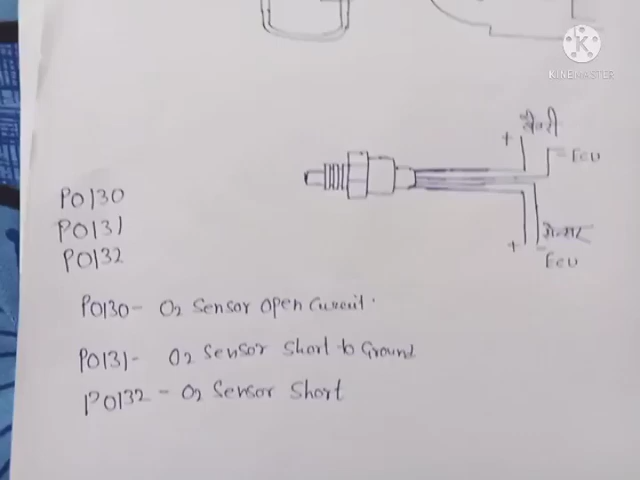 KINEMASTER
+ बैटरी
ECU
+ सेन्सर
ECU
P0130
P0131
P0132
P0130- O2 Sensor open Curcuit.
P0131- O2 Sensor Short to Ground
P0132 - O2 Sensor Short